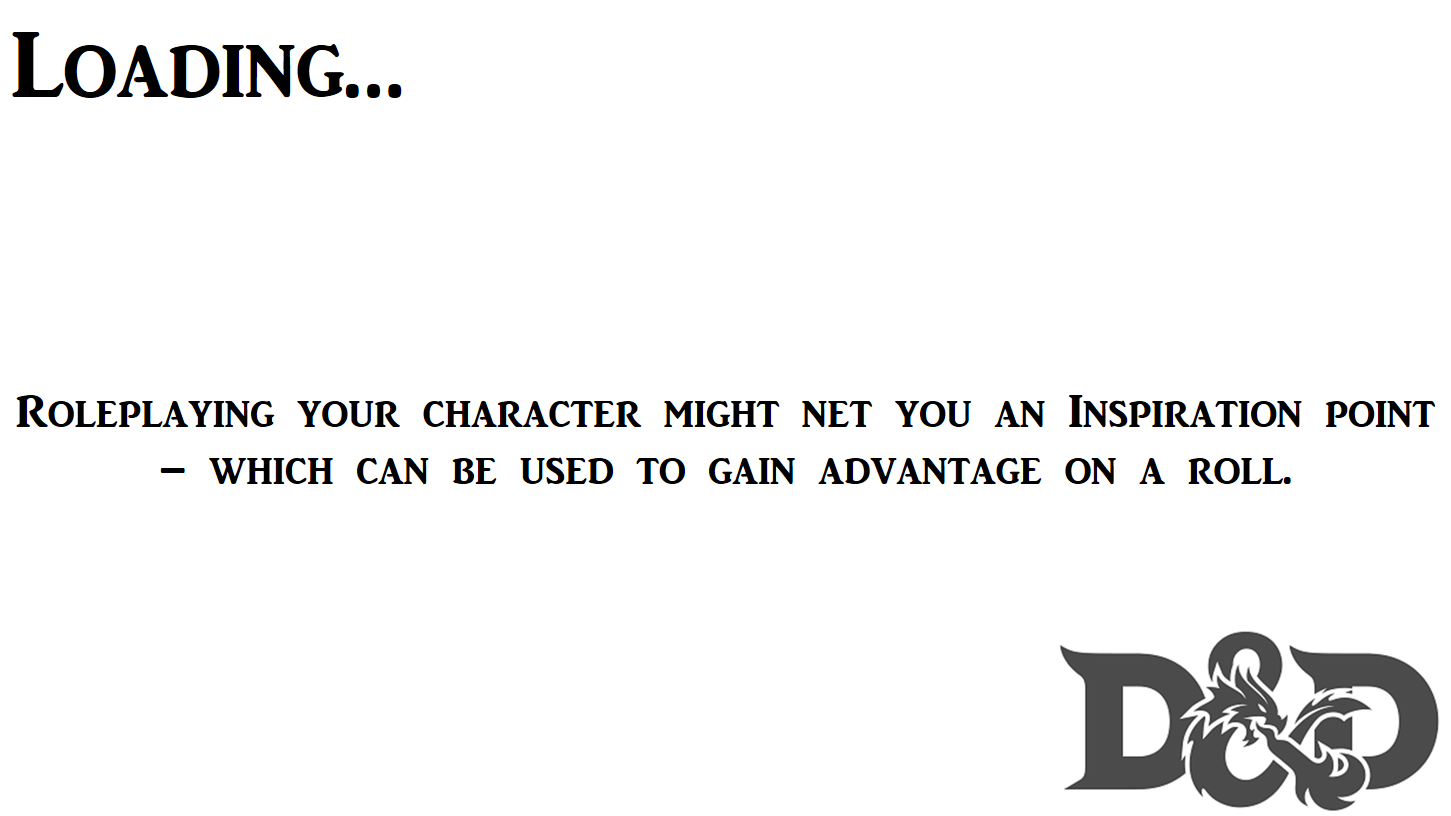 Loading...
Roleplaying your character might net you an Inspiration point
– which can be used to gain advantage on a roll.
D&D